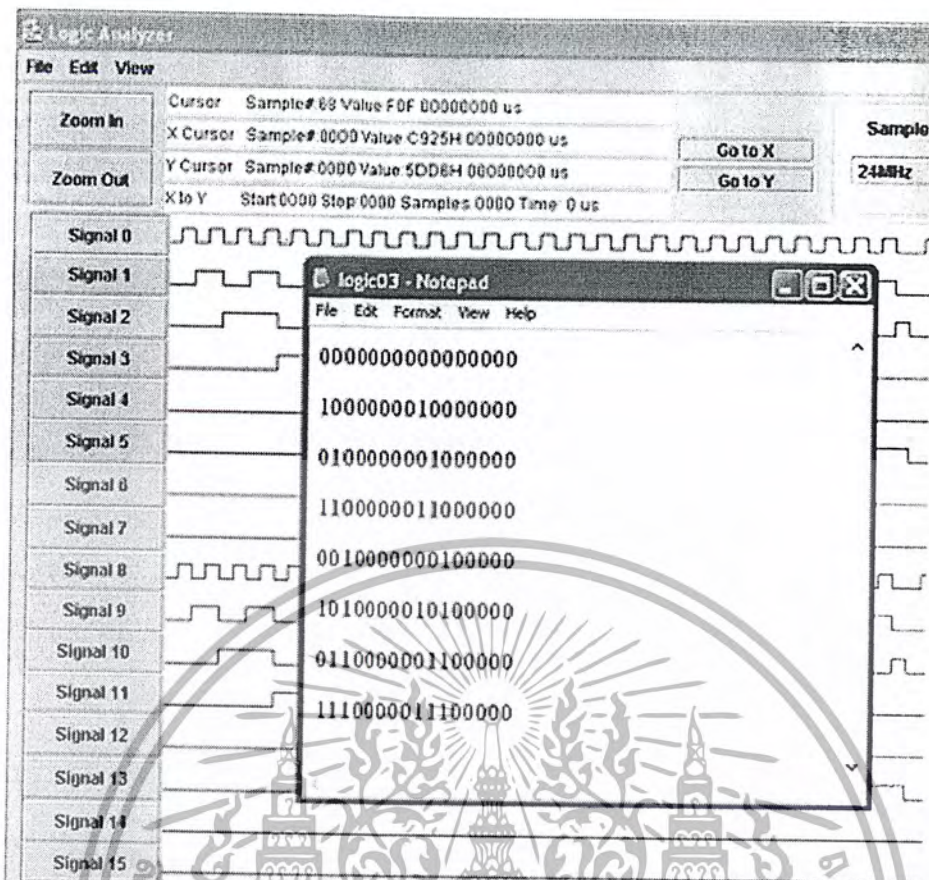 Logic Analyzer
File Edit View
Zoom In
Zoom Out
Cursor Sample#:69 Value F0F 00000000 us
X Cursor Sample#:0000 Value C925H 00000000 us
Y Cursor Sample#:0000 Value 5DD6H 00000000 us
X to Y Start 0000 Stop 0000 Samples 0000 Time: 0 us
Go to X
Go to Y
Sample
24MHz
Signal 0
Signal 1
Signal 2
Signal 3
Signal 4
Signal 5
Signal 6
Signal 7
Signal 8
Signal 9
Signal 10
Signal 11
Signal 12
Signal 13
Signal 14
Signal 15
logic03 - Notepad
File Edit Format View Help
0000000000000000
1000000010000000
0100000001000000
1100000011000000
0010000000100000
1010000010100000
0110000001100000
1110000011100000